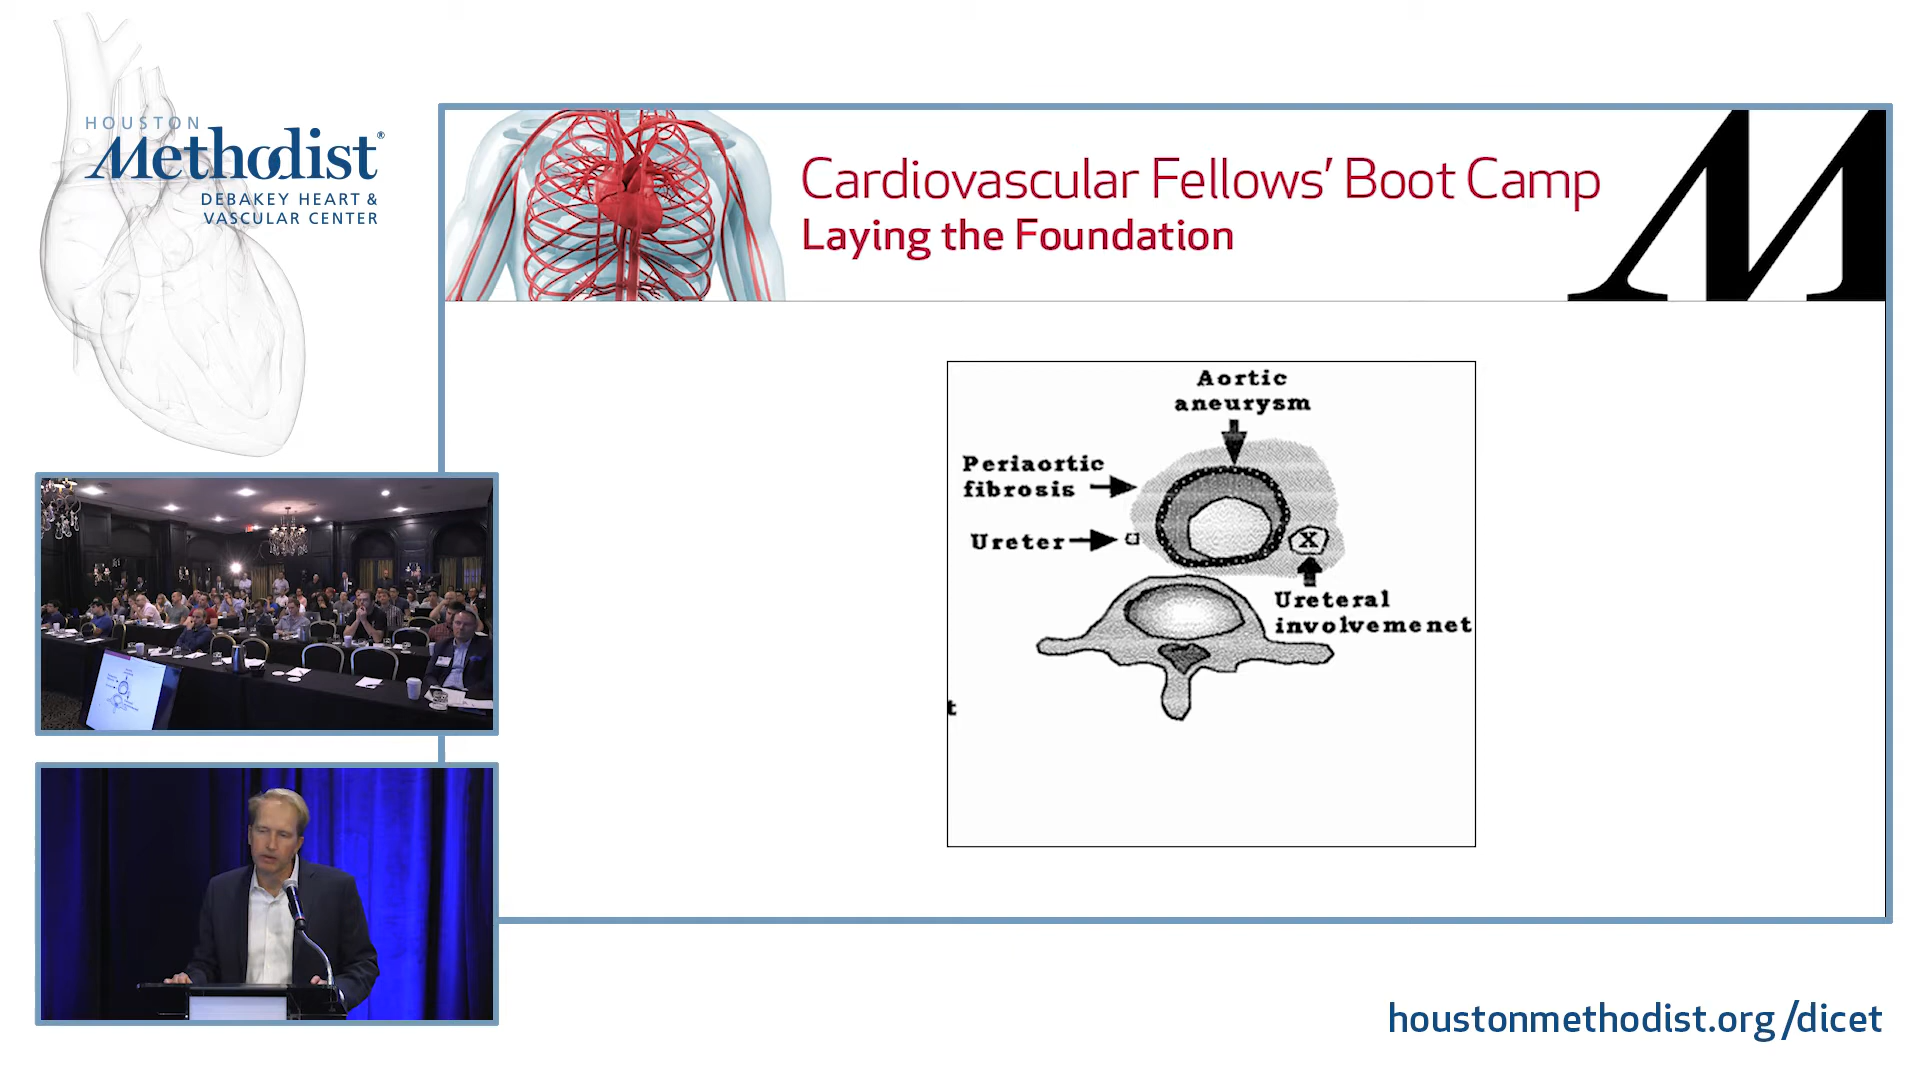 HOUSTON
Methodist®
DEBAKEY HEART &
VASCULAR CENTER
Cardiovascular Fellows’ Boot Camp
Laying the Foundation
M
Aortic
aneurysm
Periaortic
fibrosis
Ureter
X
Ureteral
involvemenet
t
houstonmethodist.org/dicet